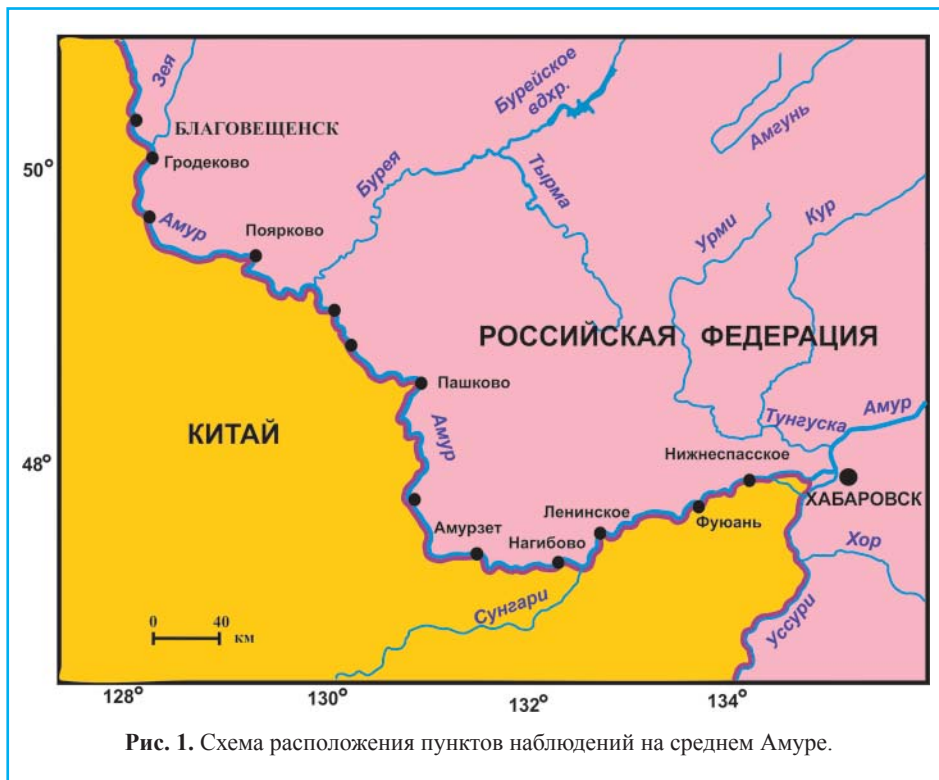 Зея
БЛАГОВЕЩЕНСК
Бурейское
вдхр.
Амгунь
50°
Гродеково
Бурея
Тырма
Амур
Поярково
Урми
Кур
РОССИЙСКАЯ ФЕДЕРАЦИЯ
Пашково
КИТАЙ
Амур
Тунгуска
Амур
48°
Нижнеспасское
ХАБАРОВСК
Ленинское
Фуюань
Амурзет
Нагибово
Хор
Сунгари
Уссури
0 40
км
128° 130° 132° 134°
Рис. 1. Схема расположения пунктов наблюдений на среднем Амуре.